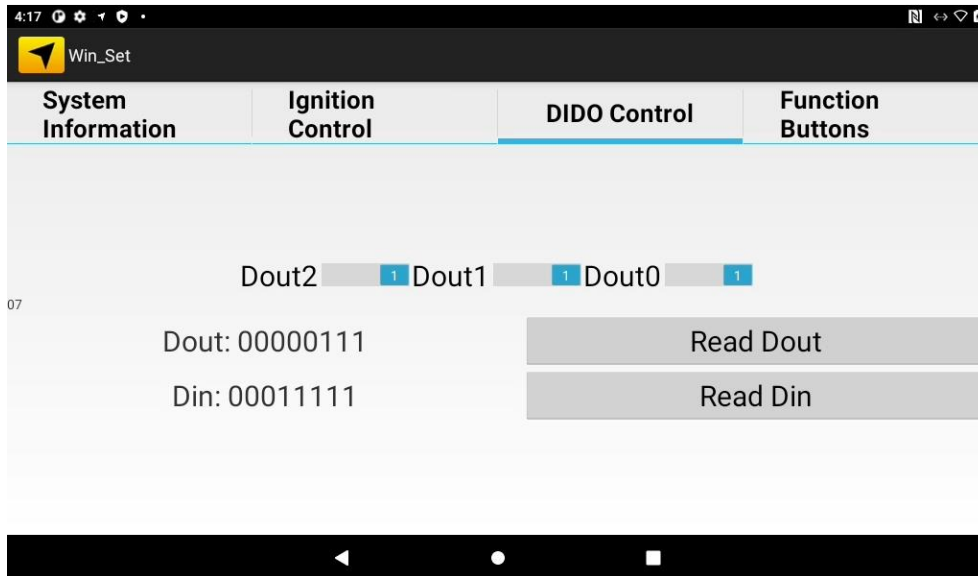 4:17
Win_Set
System Information
Ignition Control
DIDO Control
Function Buttons
Dout2 1 Dout1 1 Dout0 1
07
Dout: 00000111
Read Dout
Din: 00011111
Read Din